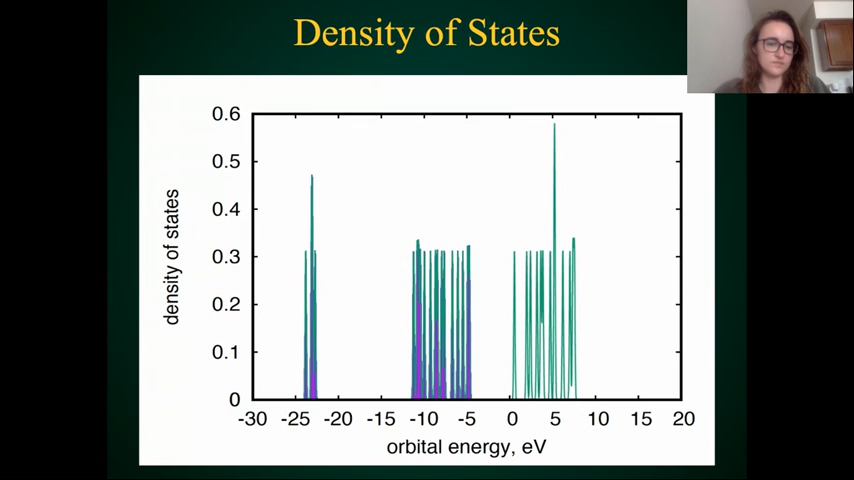 Density of States
0.6
0.5
0.4
0.3
0.2
0.1
0
density of states
-30 -25 -20 -15 -10 -5 0 5 10 15 20
orbital energy, eV